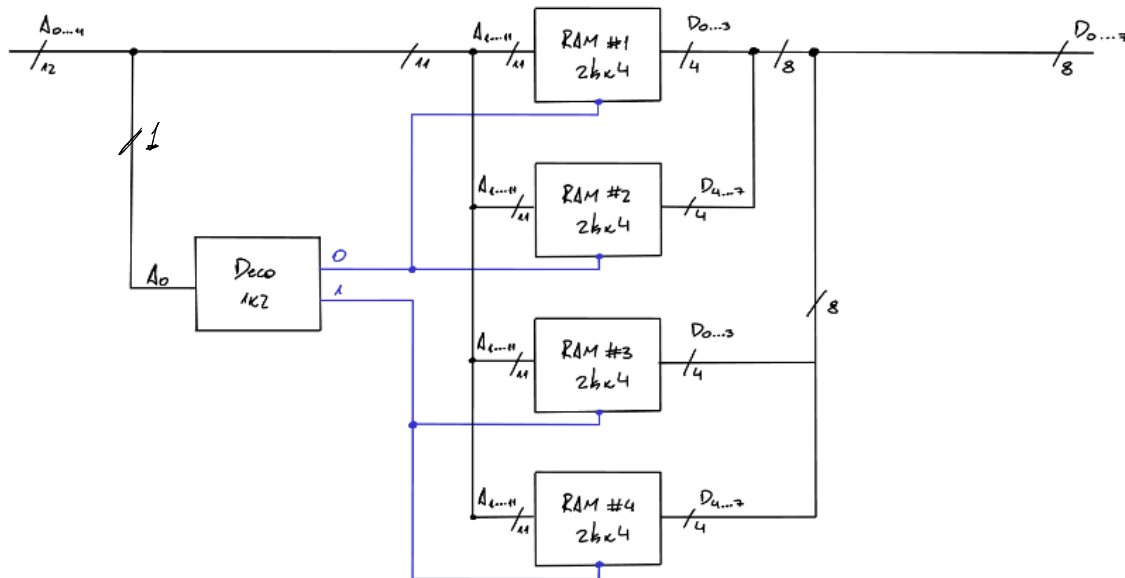 A0...11
12
11
A1...11
11
RAM #1
2k×4
D0...3
4
8
D0...7
8
1
A1...11
11
RAM #2
2k×4
D4...7
4
A0
Deco
1x2
0
1
8
A1...11
11
RAM #3
2k×4
D0...3
4
A1...11
11
RAM #4
2k×4
D4...7
4